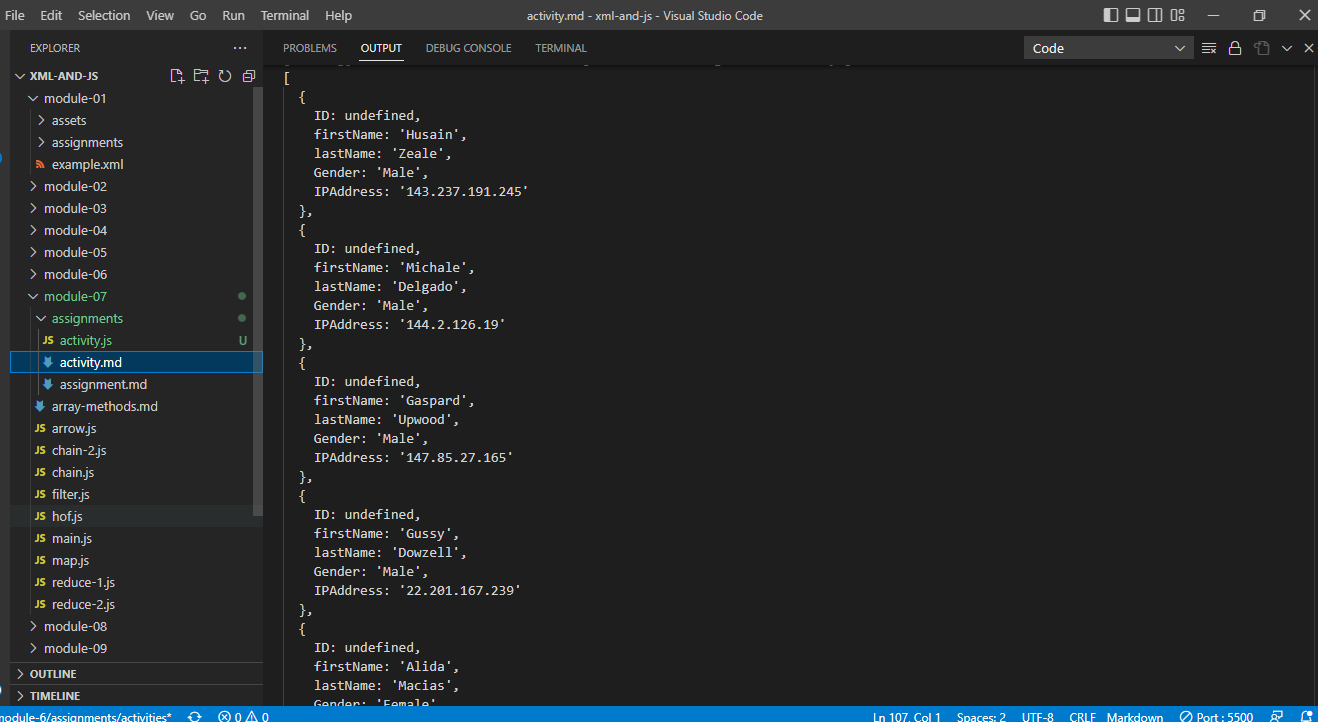 File Edit Selection View Go Run Terminal Help activity.md - xml-and-js - Visual Studio Code
EXPLORER
XML-AND-JS
module-01
assets
assignments
example.xml
module-02
module-03
module-04
module-05
module-06
module-07
assignments
JS activity.js U
activity.md
assignment.md
array-methods.md
JS arrow.js
JS chain-2.js
JS chain.js
JS filter.js
JS hof.js
JS main.js
JS map.js
JS reduce-1.js
JS reduce-2.js
module-08
module-09
OUTLINE
TIMELINE
PROBLEMS OUTPUT DEBUG CONSOLE TERMINAL Code
[
{
ID: undefined,
firstName: 'Husain',
lastName: 'Zeale',
Gender: 'Male',
IPAddress: '143.237.191.245'
},
{
ID: undefined,
firstName: 'Michale',
lastName: 'Delgado',
Gender: 'Male',
IPAddress: '144.2.126.19'
},
{
ID: undefined,
firstName: 'Gaspard',
lastName: 'Upwood',
Gender: 'Male',
IPAddress: '147.85.27.165'
},
{
ID: undefined,
firstName: 'Gussy',
lastName: 'Dowzell',
Gender: 'Male',
IPAddress: '22.201.167.239'
},
{
ID: undefined,
firstName: 'Alida',
lastName: 'Macias',
Gender: 'Female'
module-6/assignments/activities* 0 0 Ln 107, Col 1 Spaces: 2 UTF-8 CRLF Markdown Port : 5500